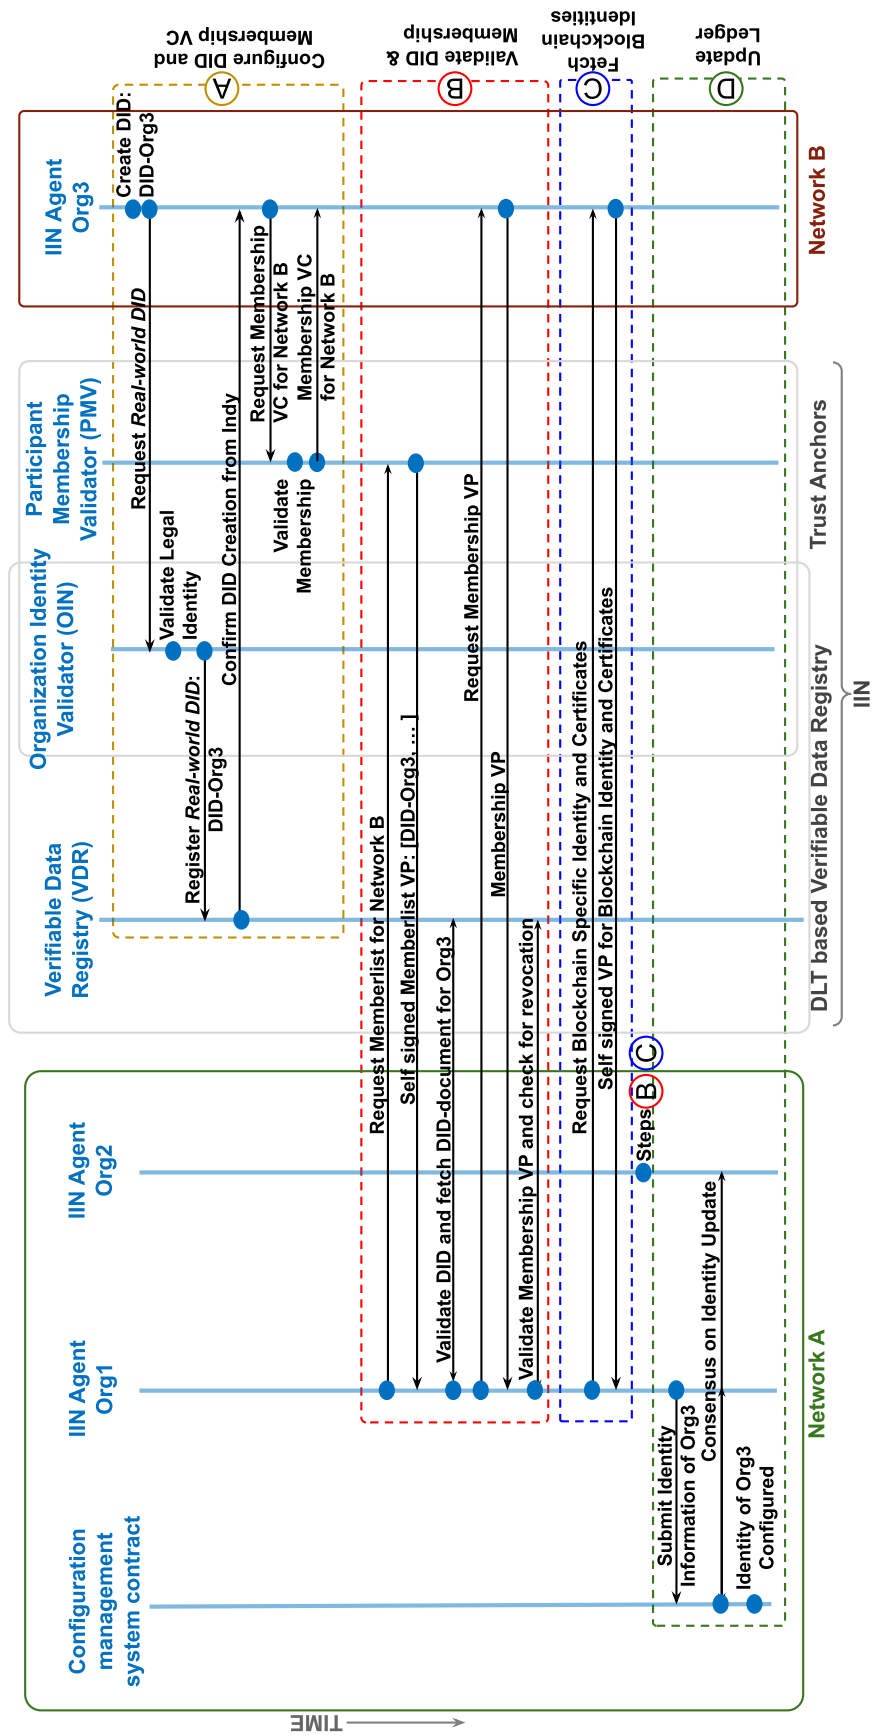 Configuration
management
system contract
IIN Agent
Org1
IIN Agent
Org2
Verifiable Data
Registry (VDR)
Organization Identity
Validator (OIN)
Participant
Membership
Validator (PMV)
IIN Agent
Org3
TIME
Create DID:
DID-Org3
Request Real-world DID
Validate Legal
Identity
Register Real-world DID:
DID-Org3
Confirm DID Creation from Indy
Request Membership
VC for Network B
Validate
Membership
Membership VC
for Network B
A
Configure DID and
Membership VC
Request Memberlist for Network B
Self signed Memberlist VP: [DID-Org3, ... ]
Validate DID and fetch DID-document for Org3
Request Membership VP
Membership VP
Validate Membership VP and check for revocation
B
Validate DID &
Membership
Request Blockchain Specific Identity and Certificates
Self signed VP for Blockchain Identity and Certificates
C
Fetch
Blockchain
Identities
Steps B C
Submit Identity
Information of Org3
Consensus on Identity Update
Identity of Org3
Configured
D
Update
Ledger
Network A
DLT based Verifiable Data Registry
Trust Anchors
Network B
IIN